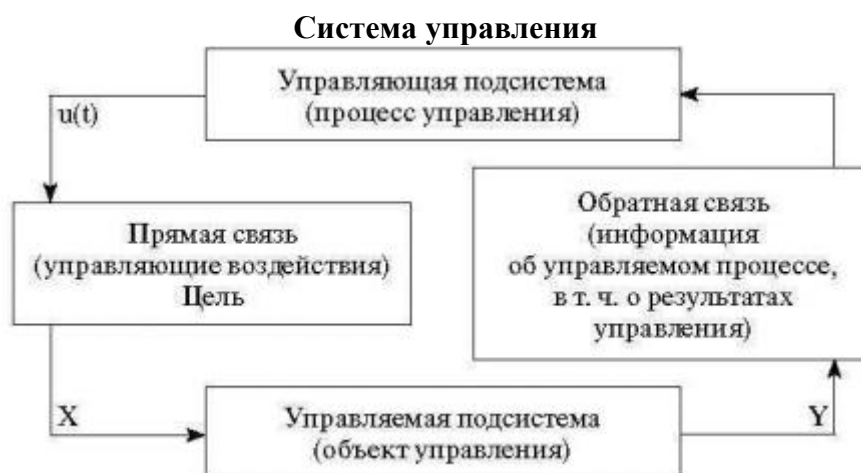 Система управления
Управляющая подсистема
(процесс управления)
u(t)
Прямая связь
(управляющие воздействия)
Цель
Обратная связь
(информация
об управляемом процессе,
в т. ч. о результатах
управления)
X
Управляемая подсистема
(объект управления)
Y